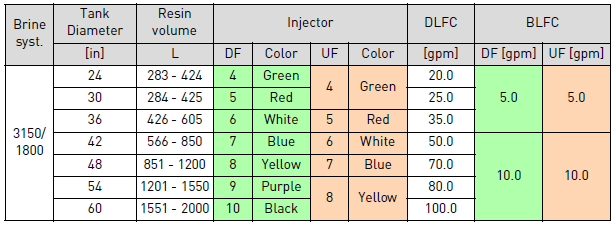 Brine syst. Tank Diameter Resin volume Injector DLFC BLFC
[in] L DF Color UF Color [gpm] DF [gpm] UF [gpm]
3150/1800 24 283 - 424 4 Green 4 Green 20.0 5.0 5.0
30 284 - 425 5 Red 25.0
36 426 - 605 6 White 5 Red 35.0
42 566 - 850 7 Blue 6 White 50.0 10.0 10.0
48 851 - 1200 8 Yellow 7 Blue 70.0
54 1201 - 1550 9 Purple 8 Yellow 80.0
60 1551 - 2000 10 Black 100.0